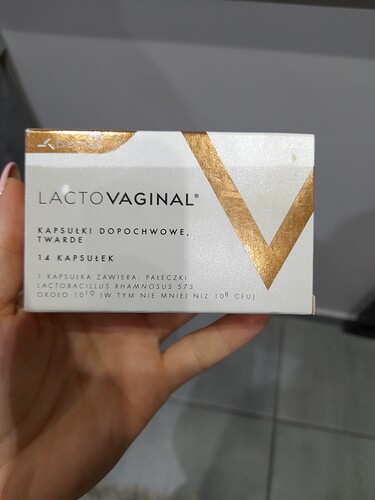 LACTOVAGINAL®
KAPSUŁKI DOPOCHWOWE,
TWARDE
14 KAPSUŁEK
1 KAPSUŁKA ZAWIERA: PAŁECZKI
LACTOBACILLUS RHAMNOSUS 573
OKOŁO 10¹⁰ (W TYM NIE MNIEJ NIŻ 10⁸ CFU)